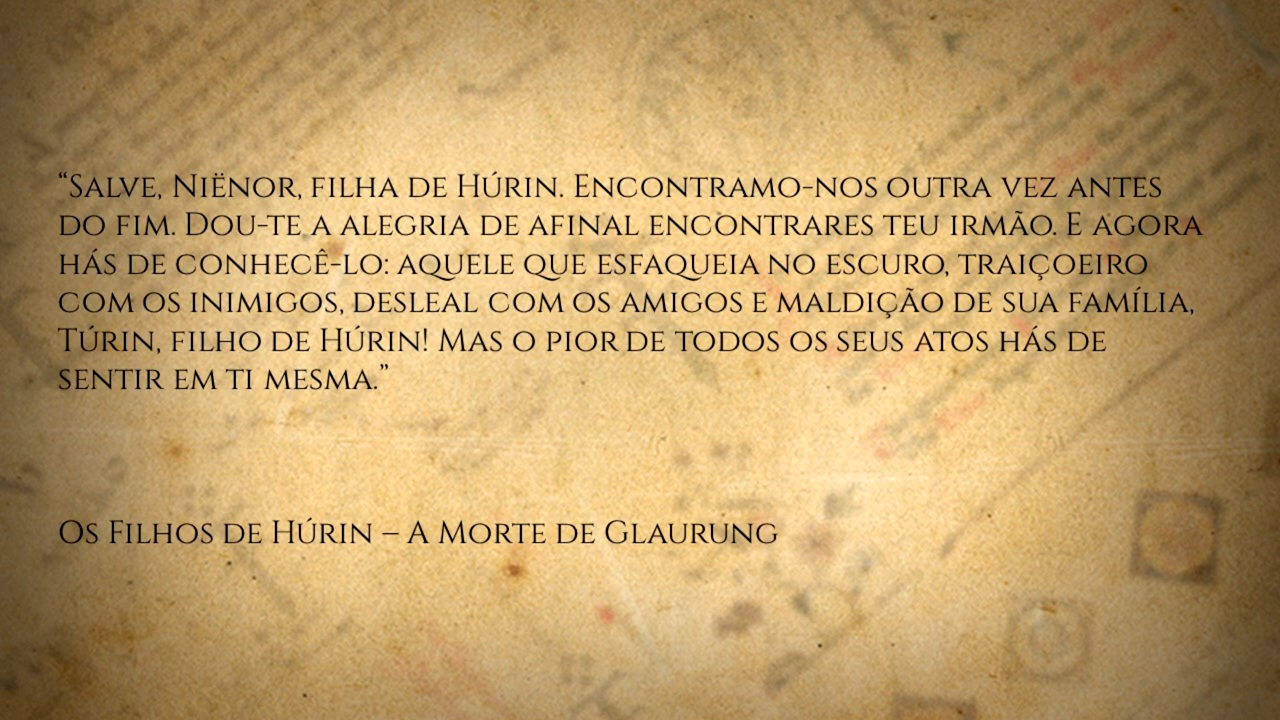 “Salve, Niënor, filha de Húrin. Encontramo-nos outra vez antes
do fim. Dou-te a alegria de afinal encontrares teu irmão. E agora
hás de conhecê-lo: aquele que esfaqueia no escuro, traiçoeiro
com os inimigos, desleal com os amigos e maldição de sua família,
Túrin, filho de Húrin! Mas o pior de todos os seus atos hás de
sentir em ti mesma.”
Os Filhos de Húrin – A Morte de Glaurung